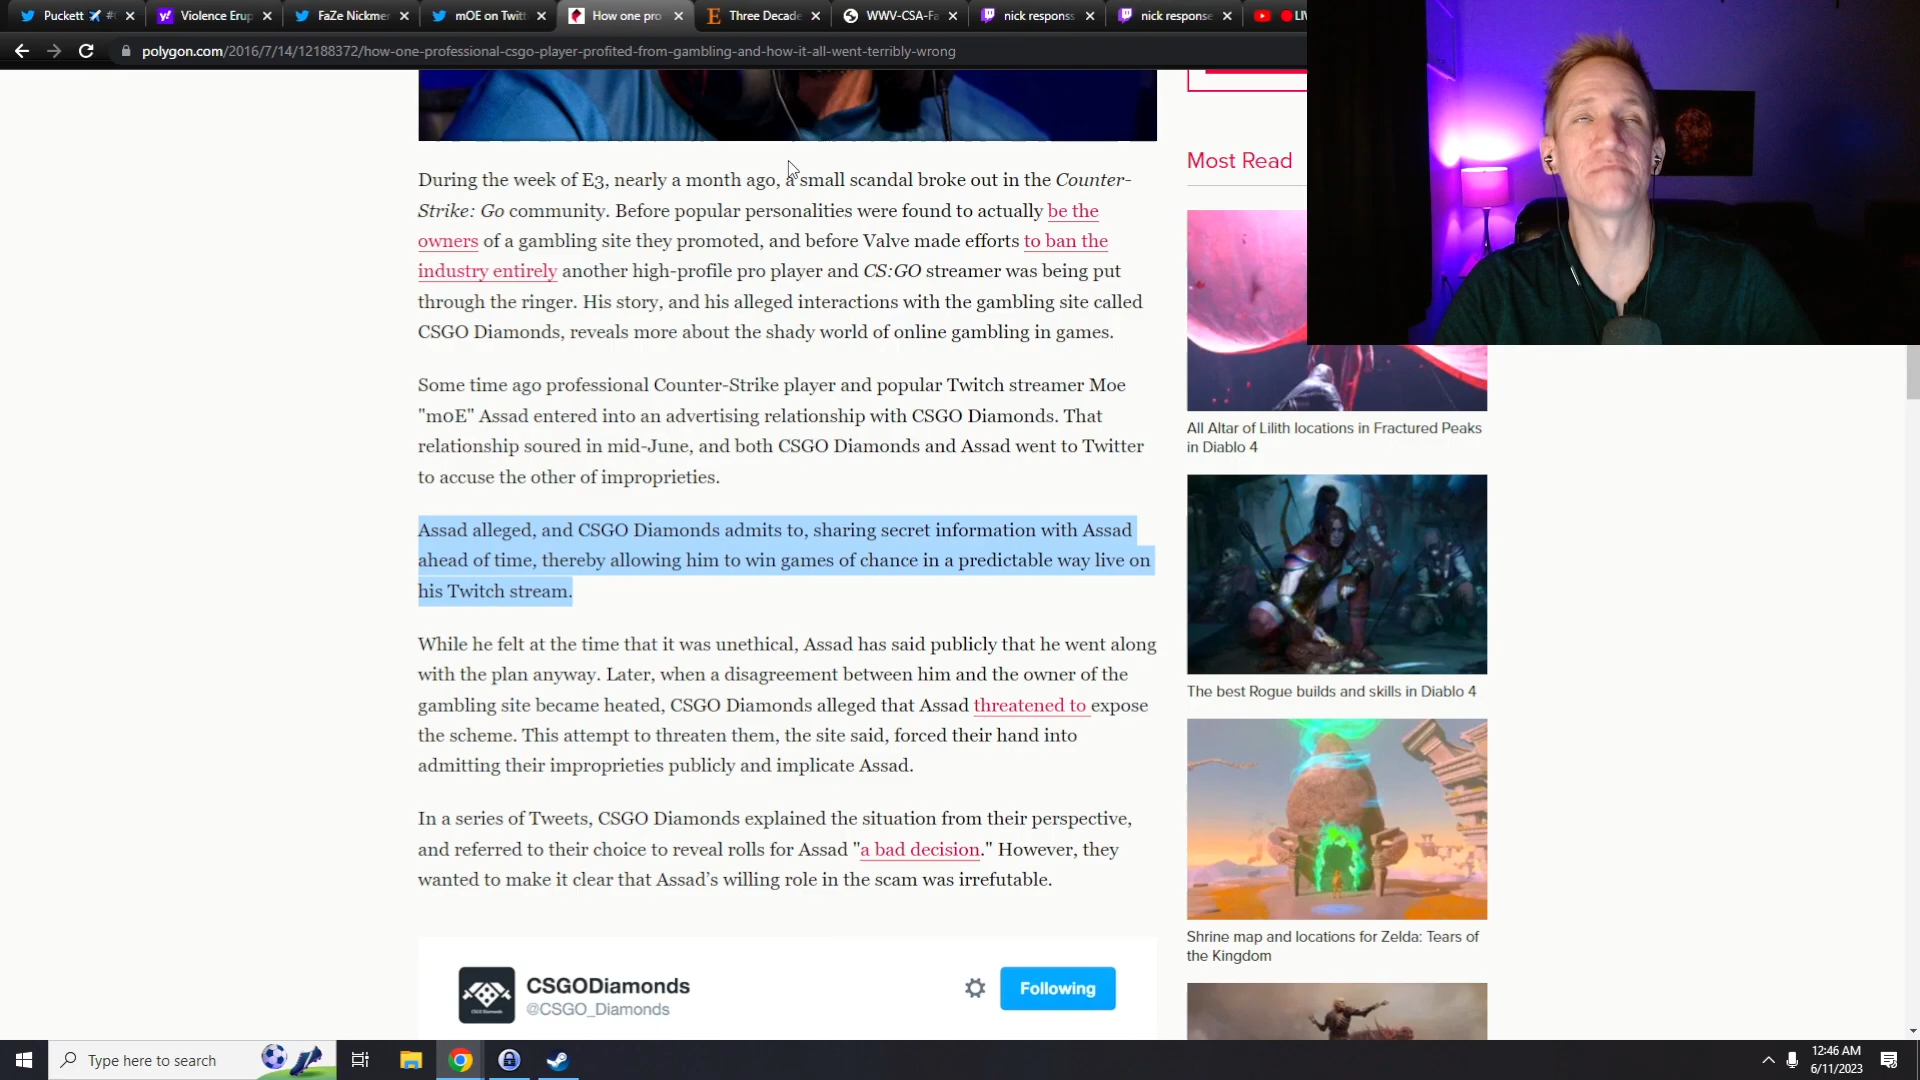 Puckett ✈ #
Violence Erup
FaZe Nickmer
mOE on Twitt
How one pro
Three Decade
WWV-CSA-Fa
nick responss
nick response
polygon.com/2016/7/14/12188372/how-one-professional-csgo-player-profited-from-gambling-and-how-it-all-went-terribly-wrong
During the week of E3, nearly a month ago, a small scandal broke out in the Counter-
Strike: Go community. Before popular personalities were found to actually be the
owners of a gambling site they promoted, and before Valve made efforts to ban the
industry entirely another high-profile pro player and CS:GO streamer was being put
through the ringer. His story, and his alleged interactions with the gambling site called
CSGO Diamonds, reveals more about the shady world of online gambling in games.
Some time ago professional Counter-Strike player and popular Twitch streamer Moe
"m0E" Assad entered into an advertising relationship with CSGO Diamonds. That
relationship soured in mid-June, and both CSGO Diamonds and Assad went to Twitter
to accuse the other of improprieties.
Assad alleged, and CSGO Diamonds admits to, sharing secret information with Assad
ahead of time, thereby allowing him to win games of chance in a predictable way live on
his Twitch stream.
While he felt at the time that it was unethical, Assad has said publicly that he went along
with the plan anyway. Later, when a disagreement between him and the owner of the
gambling site became heated, CSGO Diamonds alleged that Assad threatened to expose
the scheme. This attempt to threaten them, the site said, forced their hand into
admitting their improprieties publicly and implicate Assad.
In a series of Tweets, CSGO Diamonds explained the situation from their perspective,
and referred to their choice to reveal rolls for Assad "a bad decision." However, they
wanted to make it clear that Assad’s willing role in the scam was irrefutable.
CSGODiamonds
@CSGO_Diamonds
Following
Most Read
All Altar of Lilith locations in Fractured Peaks
in Diablo 4
The best Rogue builds and skills in Diablo 4
Shrine map and locations for Zelda: Tears of
the Kingdom
Type here to search
12:46 AM
6/11/2023